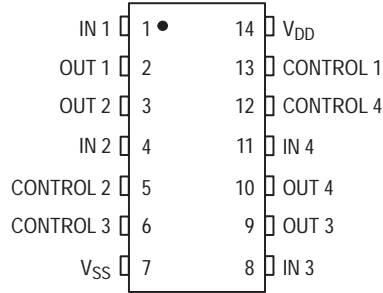 IN 1 1 14 VDD
OUT 1 2 13 CONTROL 1
OUT 2 3 12 CONTROL 4
IN 2 4 11 IN 4
CONTROL 2 5 10 OUT 4
CONTROL 3 6 9 OUT 3
VSS 7 8 IN 3